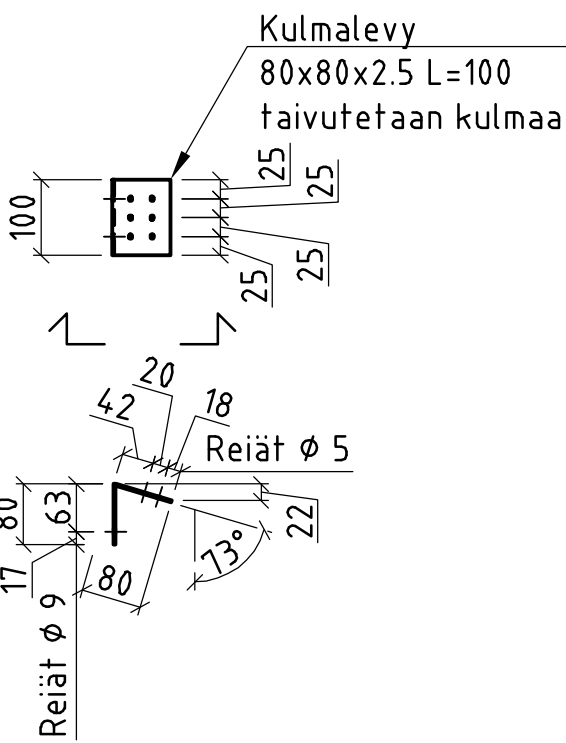 Kulmalevy
80x80x2.5 L=100
taivutetaan kulmaa
100
25
25
25
25
20
42
18
Reiät ϕ 5
80
63
22
73°
17
80
Reiät ϕ 9